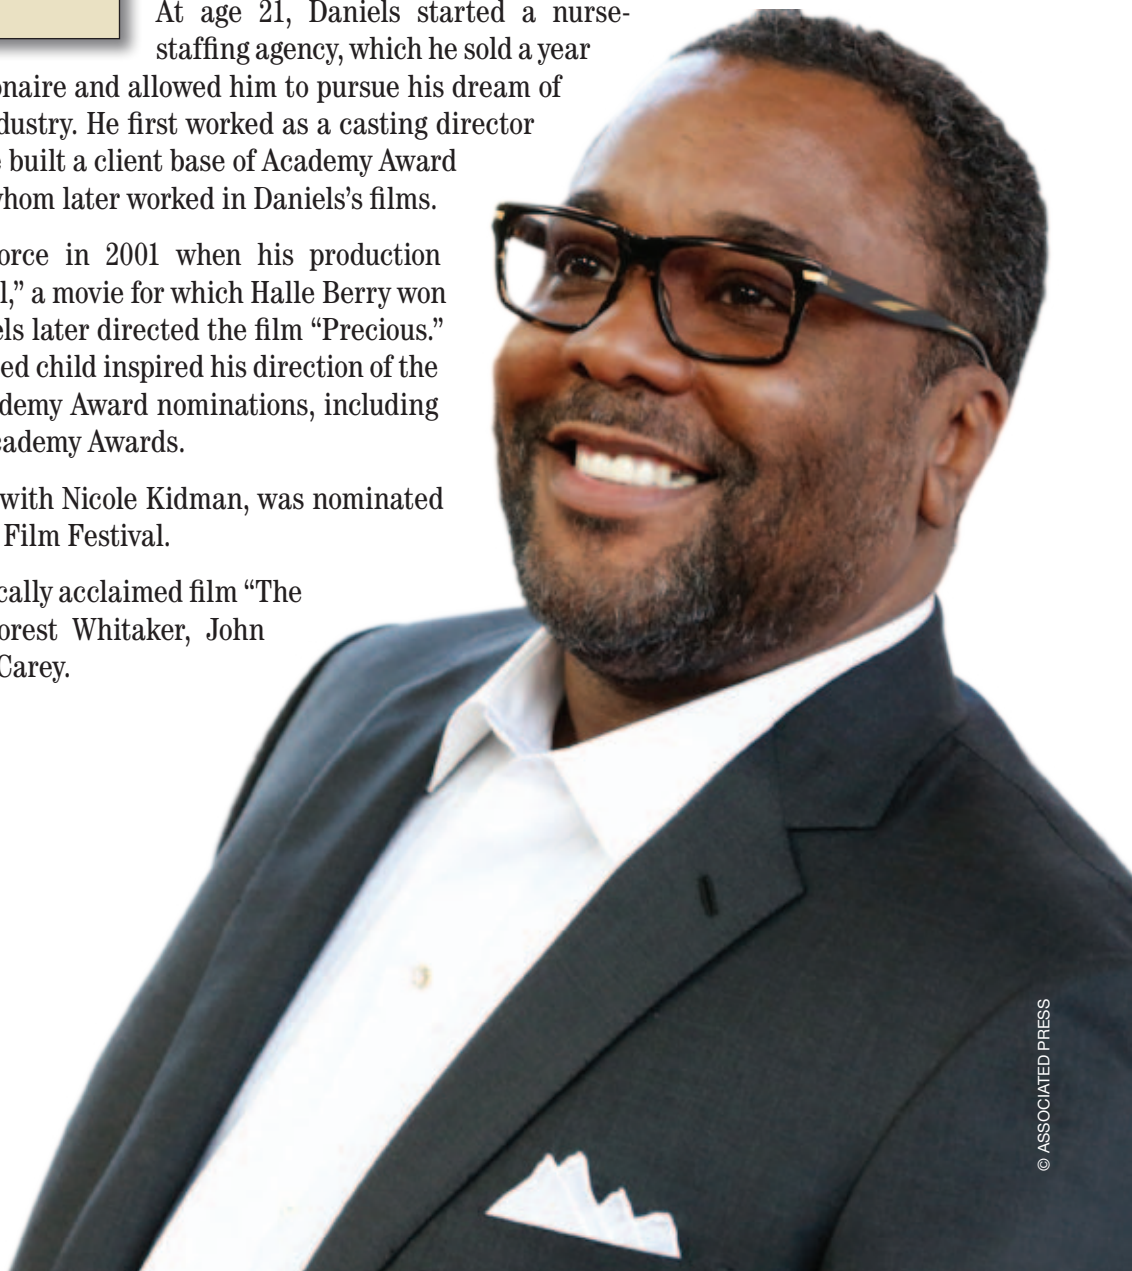 At age 21, Daniels started a nurse-
staffing agency, which he sold a year
onaire and allowed him to pursue his dream of
dustry. He first worked as a casting director
e built a client base of Academy Award
whom later worked in Daniels’s films.
orce in 2001 when his production
l,” a movie for which Halle Berry won
els later directed the film “Precious.”
ed child inspired his direction of the
demy Award nominations, including
cademy Awards.
with Nicole Kidman, was nominated
Film Festival.
cally acclaimed film “The
orest Whitaker, John
Carey.
© ASSOCIATED PRESS